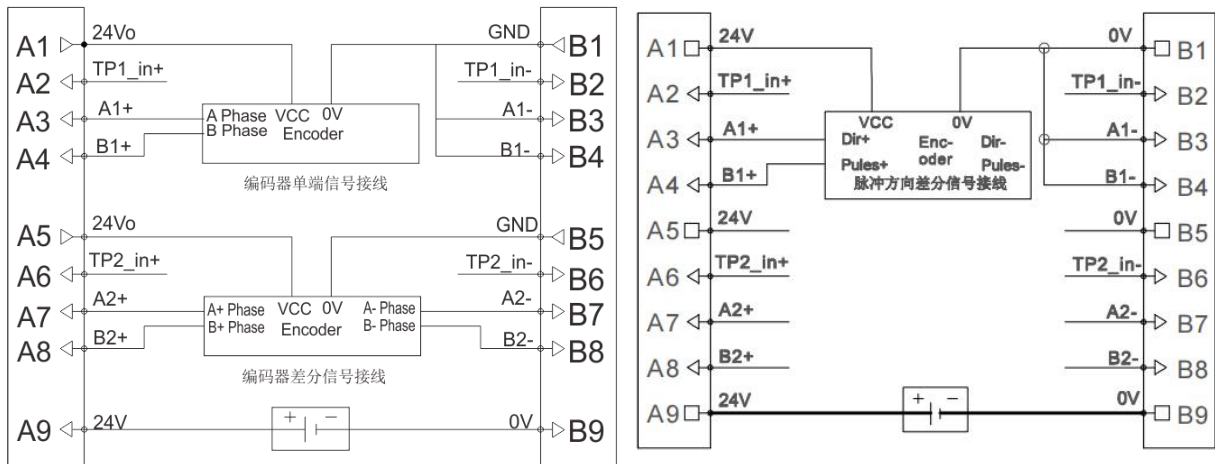 A1 24Vo GND B1
A2 TP1_in+ TP1_in- B2
A3 A1+ A Phase VCC 0V A1- B3
B Phase Encoder
A4 B1+ B1- B4
编码器单端信号接线
A5 24Vo GND B5
A6 TP2_in+ TP2_in- B6
A7 A2+ A+ Phase VCC 0V A- Phase A2- B7
B+ Phase Encoder B- Phase
A8 B2+ B2- B8
编码器差分信号接线
A9 24V + − 0V B9
A1 24V 0V B1
A2 TP1_in+ TP1_in- B2
VCC 0V
A3 A1+ Dir+ Enc- Dir- A1- B3
oder
Pules+ Pules-
A4 B1+ B1- B4
脉冲方向差分信号接线
A5 24V 0V B5
A6 TP2_in+ TP2_in- B6
A7 A2+ A2- B7
A8 B2+ B2- B8
A9 24V + − 0V B9